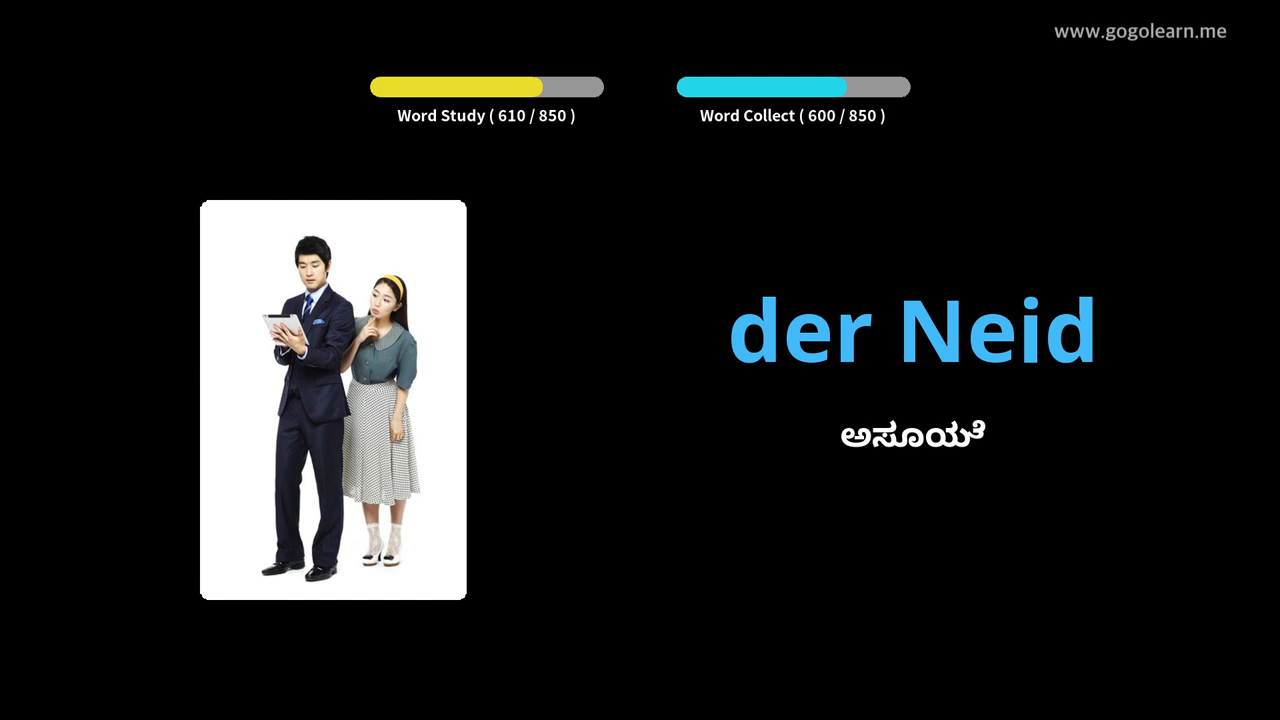 www.gogolearn.me
Word Study ( 610 / 850 )
Word Collect ( 600 / 850 )
der Neid
ಅಸೂಯೆ